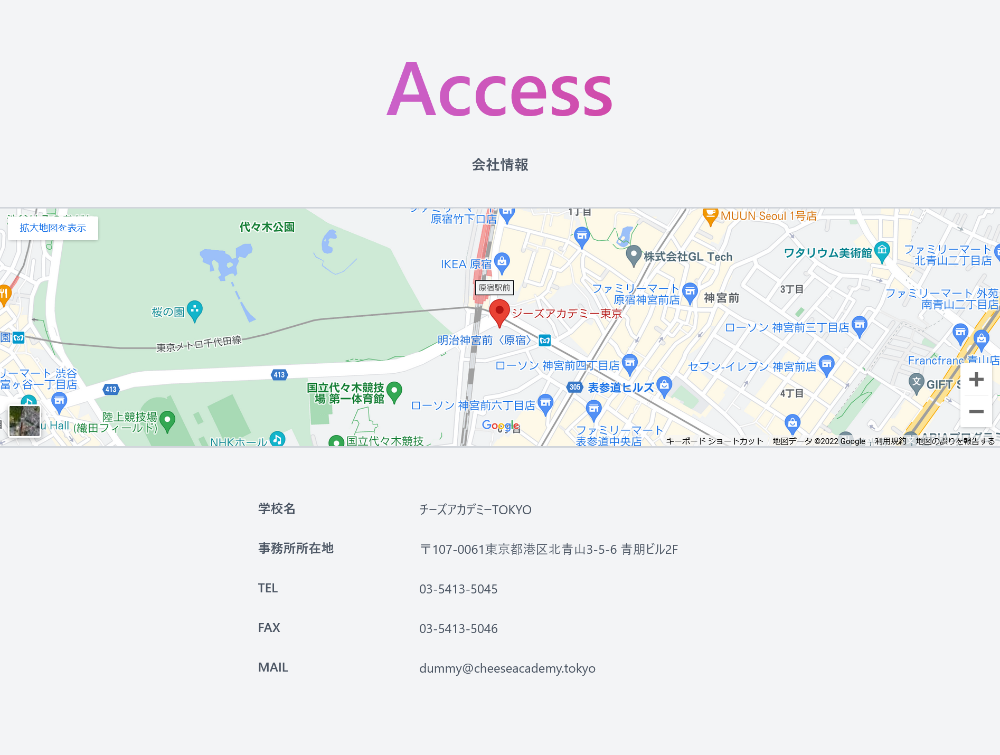 Access
会社情報
拡大地図を表示
代々木公園
原宿竹下口店
1丁目
MUUN Seoul 1号店
株式会社GL Tech
ワタリウム美術館
ファミリーマート
北青山二丁目店
IKEA 原宿
原宿駅前
ファミリーマート
原宿神宮前店
神宮前
3丁目
ファミリーマート 外苑
南青山二丁目店
桜の園
ジーズアカデミー東京
東京メトロ千代田線
明治神宮前〈原宿〉
ローソン 神宮前三丁目店
ローソン 神宮前四丁目店
セブン-イレブン 神宮前店
Francfranc 青山店
ファミリーマート 渋谷
富ヶ谷一丁目店
413
413
国立代々木競技
場 第一体育館
305
表参道ヒルズ
4丁目
GIFT S
ローソン 神宮前六丁目店
陸上競技場
(織田フィールド)
u Hall
NHKホール
国立代々木競技
Google
ファミリーマート
表参道中央店
キーボード ショートカット
地図データ ©2022 Google
利用規約
地図の誤りを報告する
学校名
チーズアカデミーTOKYO
事務所所在地
〒107-0061東京都港区北青山3-5-6 青朋ビル2F
TEL
03-5413-5045
FAX
03-5413-5046
MAIL
dummy@cheeseacademy.tokyo